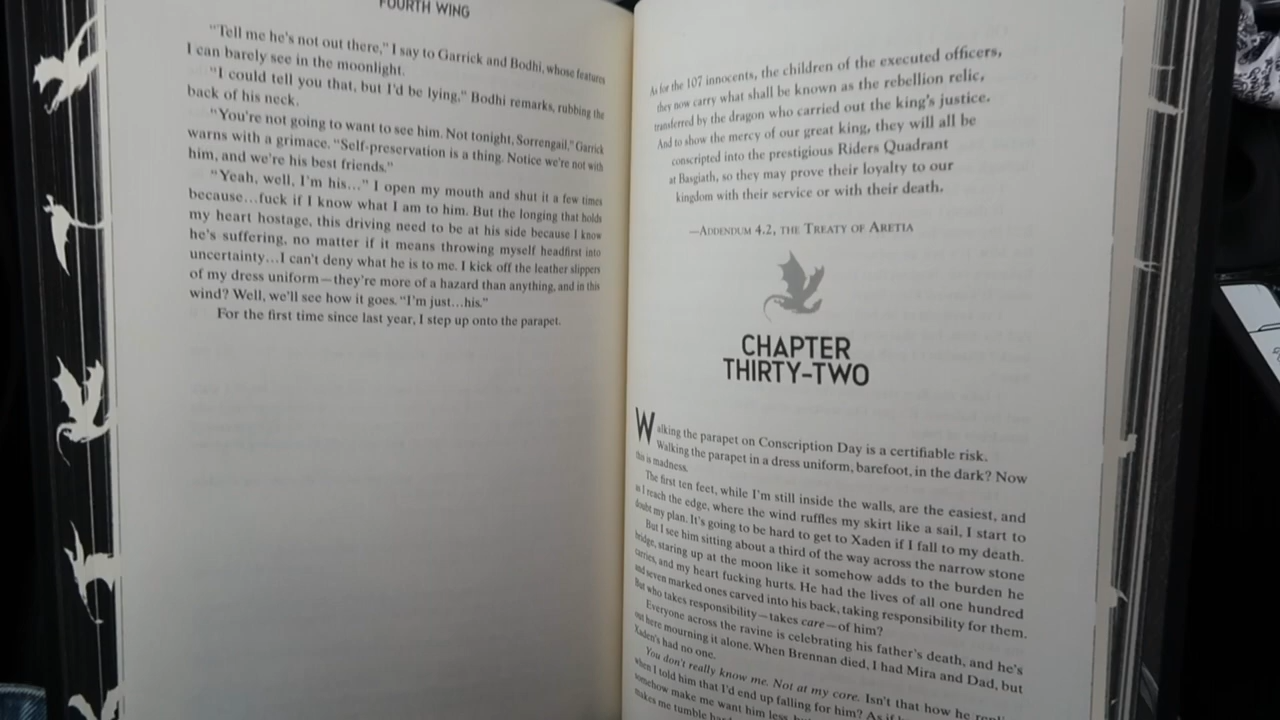 FOURTH WING
"Tell me he's not out there," I say to Garrick and Bodhi, whose features
I can barely see in the moonlight.
"I could tell you that, but I'd be lying," Bodhi remarks, rubbing the
back of his neck.
"You're not going to want to see him. Not tonight, Sorrengail," Garrick
warns with a grimace. "Self-preservation is a thing. Notice we're not with
him, and we're his best friends."
"Yeah, well, I'm his…" I open my mouth and shut it a few times
because…fuck if I know what I am to him. But the longing that holds
my heart hostage, this driving need to be at his side because I know
he's suffering, no matter if it means throwing myself headfirst into
uncertainty…I can't deny what he is to me. I kick off the leather slippers
of my dress uniform—they're more of a hazard than anything, and in this
wind? Well, we'll see how it goes. "I'm just…his."
For the first time since last year, I step up onto the parapet.
As for the 107 innocents, the children of the executed officers,
they now carry what shall be known as the rebellion relic,
transferred by the dragon who carried out the king's justice.
And to show the mercy of our great king, they will all be
conscripted into the prestigious Riders Quadrant
at Basgiath, so they may prove their loyalty to our
kingdom with their service or with their death.
—Addendum 4.2, the Treaty of Aretia
CHAPTER
THIRTY-TWO
Walking the parapet on Conscription Day is a certifiable risk.
Walking the parapet in a dress uniform, barefoot, in the dark? Now
this is madness.
The first ten feet, while I'm still inside the walls, are the easiest, and
as I reach the edge, where the wind ruffles my skirt like a sail, I start to
doubt my plan. It's going to be hard to get to Xaden if I fall to my death.
But I see him sitting about a third of the way across the narrow stone
bridge, staring up at the moon like it somehow adds to the burden he
carries, and my heart fucking hurts. He had the lives of all one hundred
and seven marked ones carved into his back, taking responsibility for them.
But who takes responsibility—takes care—of him?
Everyone across the ravine is celebrating his father's death, and he's
out here mourning it alone. When Brennan died, I had Mira and Dad, but
Xaden's had no one.
You don't really know me. Not at my core. Isn't that how he
when I told him that I'd end up falling for him? As if
somehow make me want him less,
makes me tumble